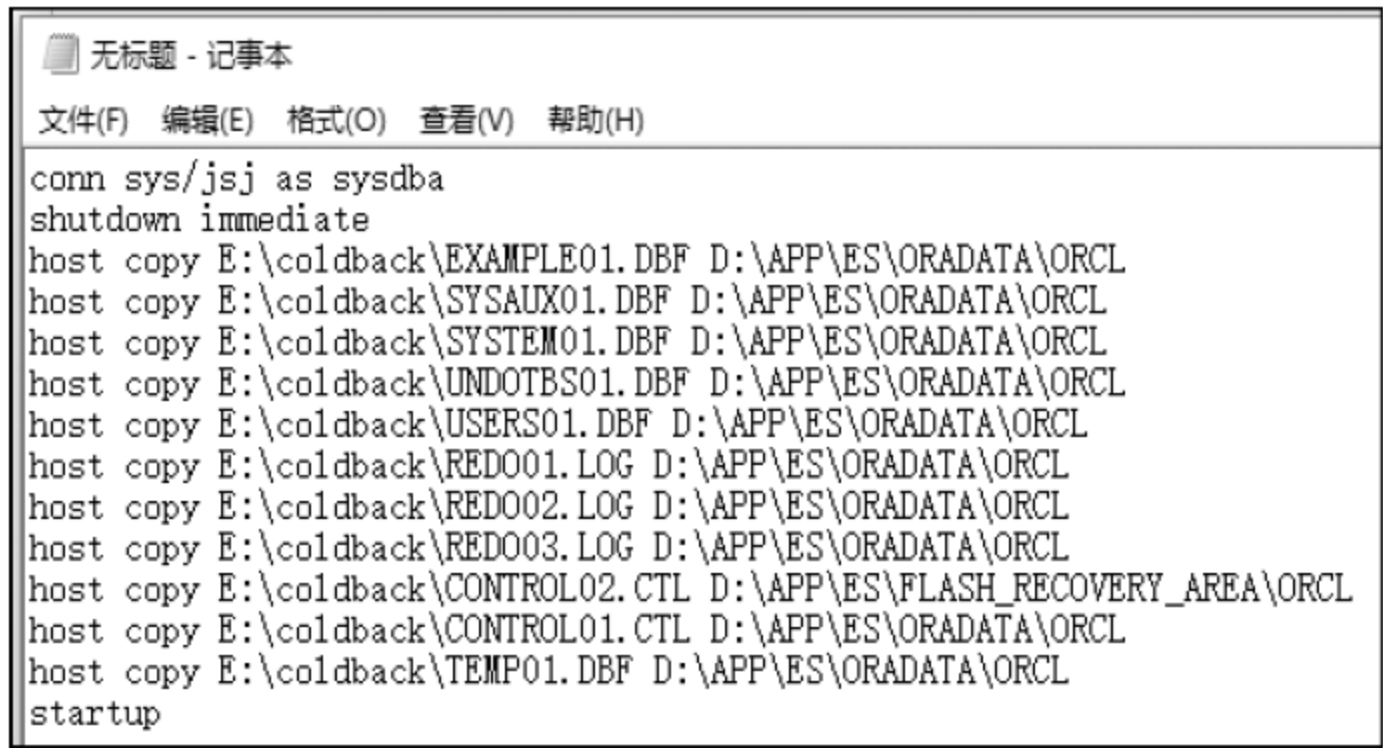 无标题 - 记事本
文件(F) 编辑(E) 格式(O) 查看(V) 帮助(H)
conn sys/jsj as sysdba
shutdown immediate
host copy E:\coldback\EXAMPLE01.DBF D:\APP\ES\ORADATA\ORCL
host copy E:\coldback\SYSAUX01.DBF D:\APP\ES\ORADATA\ORCL
host copy E:\coldback\SYSTEM01.DBF D:\APP\ES\ORADATA\ORCL
host copy E:\coldback\UNDOTBS01.DBF D:\APP\ES\ORADATA\ORCL
host copy E:\coldback\USERS01.DBF D:\APP\ES\ORADATA\ORCL
host copy E:\coldback\REDO01.LOG D:\APP\ES\ORADATA\ORCL
host copy E:\coldback\REDO02.LOG D:\APP\ES\ORADATA\ORCL
host copy E:\coldback\REDO03.LOG D:\APP\ES\ORADATA\ORCL
host copy E:\coldback\CONTROL02.CTL D:\APP\ES\FLASH_RECOVERY_AREA\ORCL
host copy E:\coldback\CONTROL01.CTL D:\APP\ES\ORADATA\ORCL
host copy E:\coldback\TEMP01.DBF D:\APP\ES\ORADATA\ORCL
startup